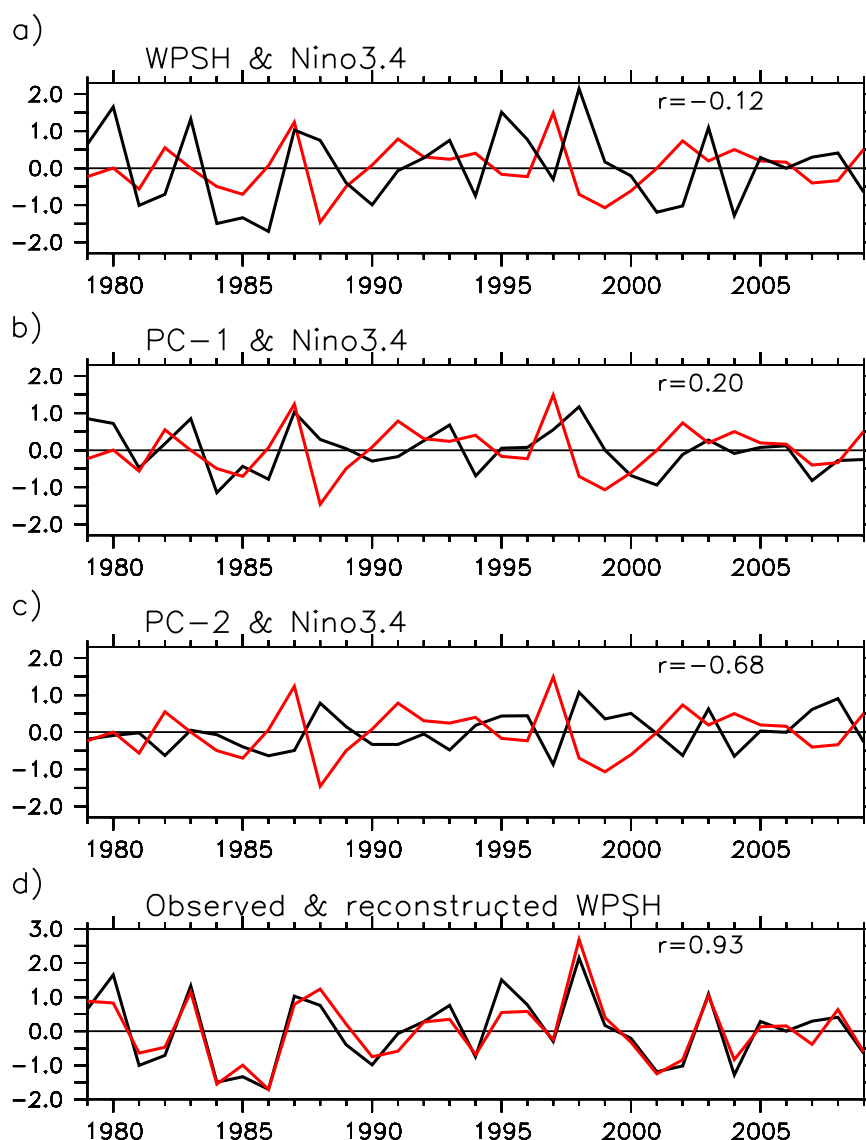 a)
WPSH & Nino3.4
r=−0.12
2.0
1.0
0.0
−1.0
−2.0
1980 1985 1990 1995 2000 2005
b)
PC−1 & Nino3.4
r=0.20
2.0
1.0
0.0
−1.0
−2.0
1980 1985 1990 1995 2000 2005
c)
PC−2 & Nino3.4
r=−0.68
2.0
1.0
0.0
−1.0
−2.0
1980 1985 1990 1995 2000 2005
d)
Observed & reconstructed WPSH
r=0.93
3.0
2.0
1.0
0.0
−1.0
−2.0
1980 1985 1990 1995 2000 2005